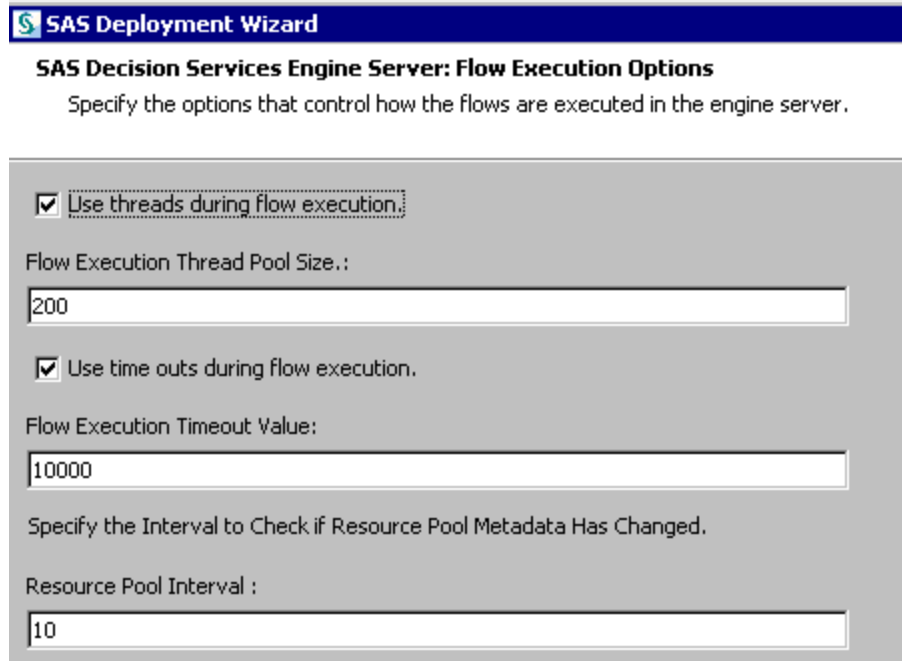 SAS Deployment Wizard
SAS Decision Services Engine Server: Flow Execution Options
Specify the options that control how the flows are executed in the engine server.
Use threads during flow execution.
Flow Execution Thread Pool Size.:
200
Use time outs during flow execution.
Flow Execution Timeout Value:
10000
Specify the Interval to Check if Resource Pool Metadata Has Changed.
Resource Pool Interval :
10